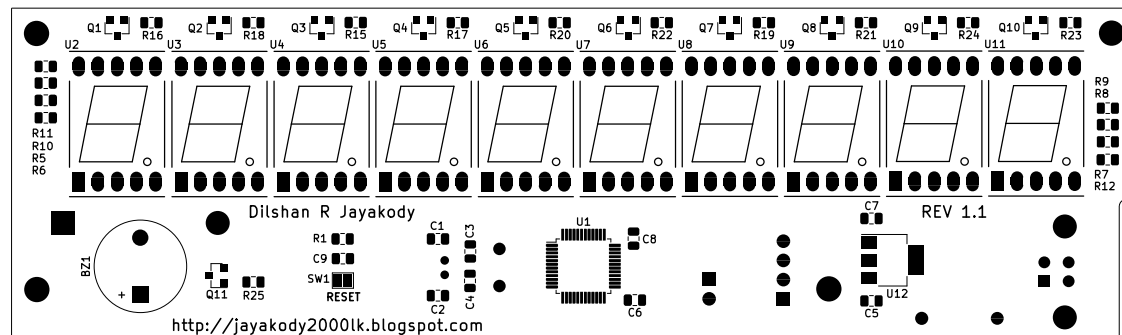 Q1 R16 Q2 R18 Q3 R15 Q4 R17 Q5 R20 Q6 R22 Q7 R19 Q8 R21 Q9 R24 Q10 R23
U2 U3 U4 U5 U6 U7 U8 U9 U10 U11
R11
R10
R5
R6
R9
R8
R7
R12
Dilshan R Jayakody
REV 1.1
BZ1
+
Q11
R25
R1
C9
SW1
RESET
C1
C2
C3
C4
U1
C8
C6
C7
U12
C5
http://jayakody2000lk.blogspot.com